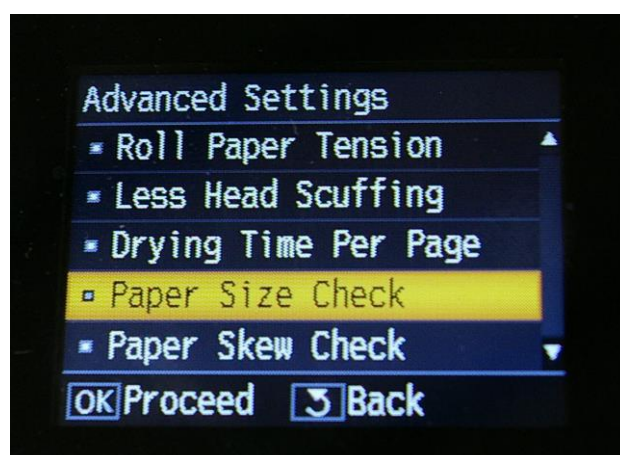 Advanced Settings
Roll Paper Tension
Less Head Scuffing
Drying Time Per Page
Paper Size Check
Paper Skew Check
OK Proceed Back